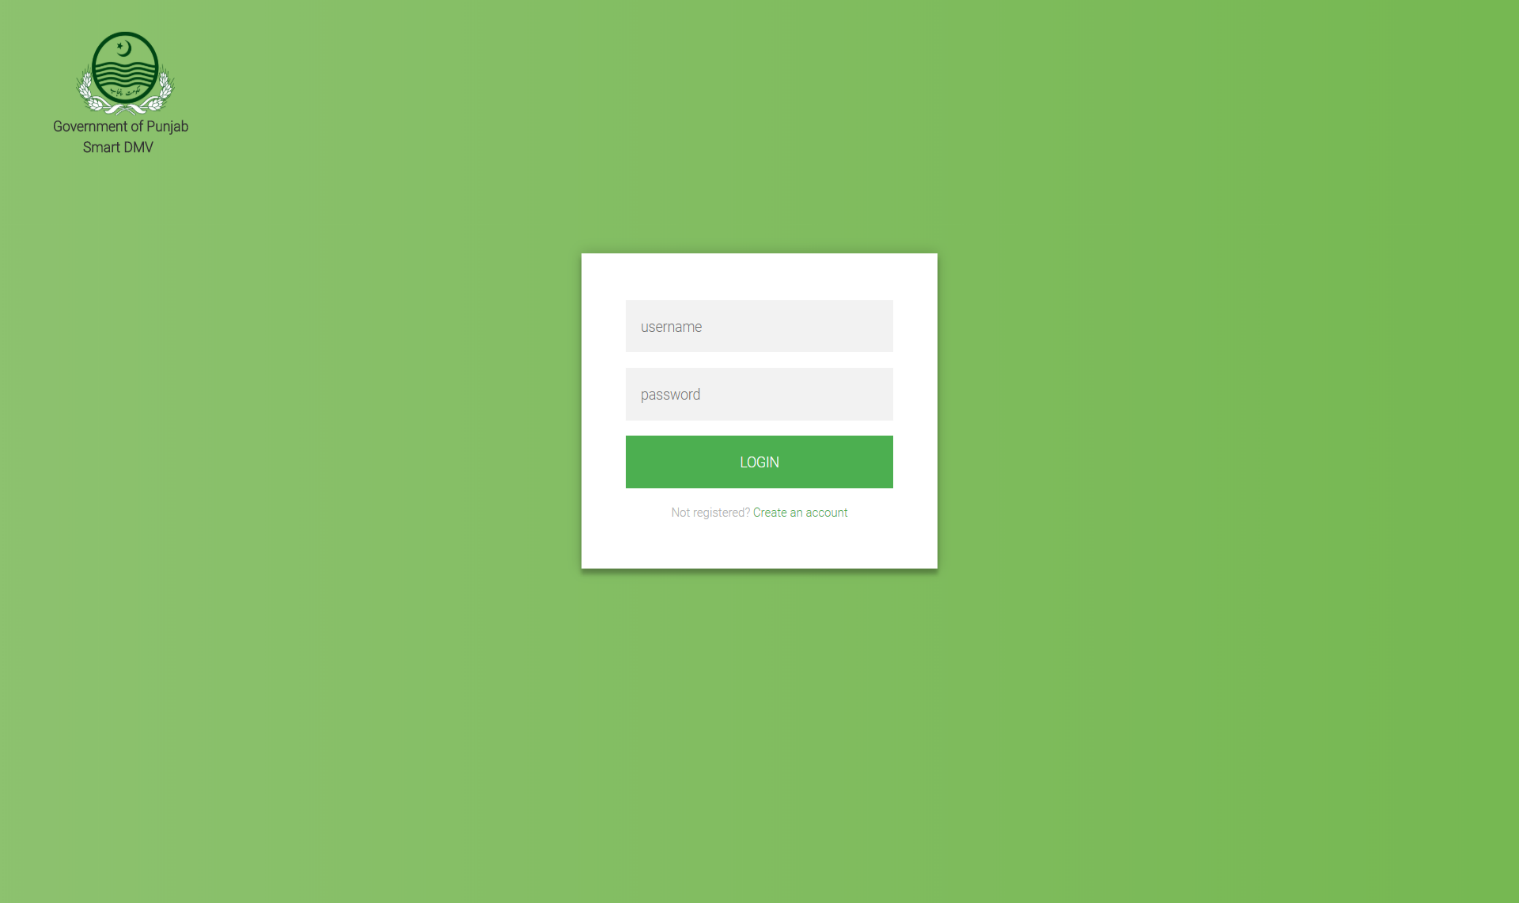 Government of Punjab
Smart DMV
username
password
LOGIN
Not registered? Create an account